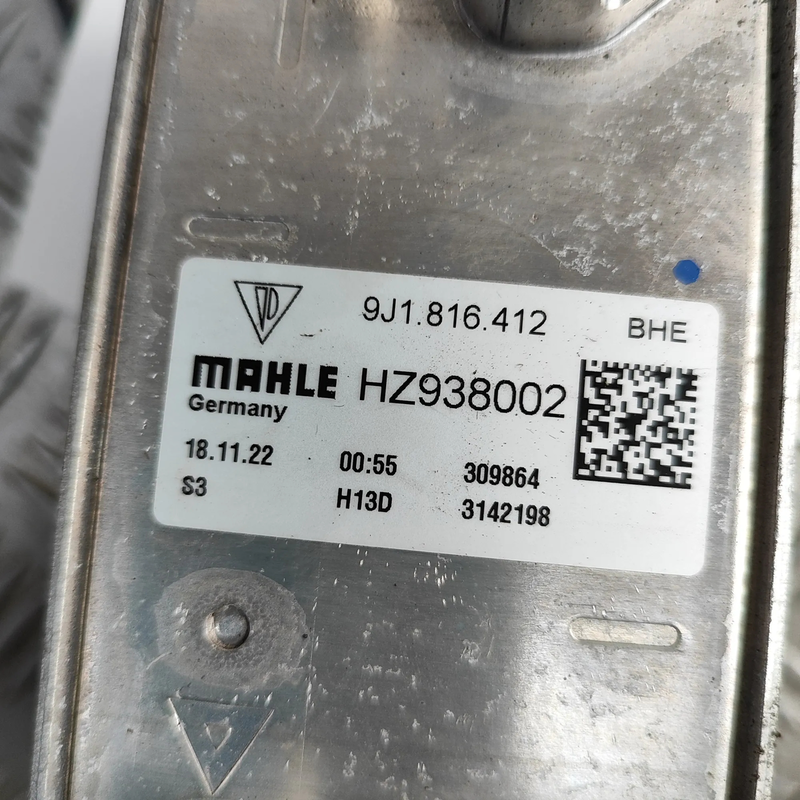 9J1.816.412 BHE
MAHLE HZ938002
Germany
18.11.22 00:55 309864
S3 H13D 3142198